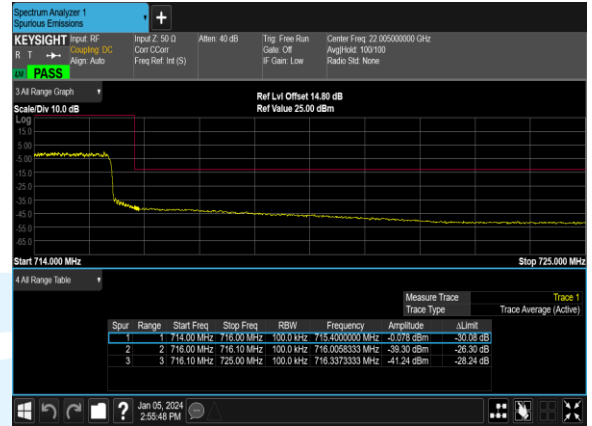 Spectrum Analyzer 1
Spurious Emissions
KEYSIGHT Input: RF Input Z: 50 Ω Atten: 40 dB Trig: Free Run Center Freq: 22.005000000 GHz
R T Coupling: DC Corr CCorr Gate: Off Avg|Hold: 100/100
Align: Auto Freq Ref: Int (S) IF Gain: Low Radio Std: None
PASS
3 All Range Graph
Ref Lvl Offset 14.80 dB
Scale/Div 10.0 dB Ref Value 25.00 dBm
Log
15.0
5.00
-5.00
-15.0
-25.0
-35.0
-45.0
-55.0
-65.0
Start 714.000 MHz Stop 725.000 MHz
4 All Range Table
Measure Trace Trace 1
Trace Type Trace Average (Active)
Spur Range Start Freq Stop Freq RBW Frequency Amplitude ΔLimit
1 1 714.00 MHz 716.00 MHz 100.0 kHz 715.4000000 MHz -0.078 dBm -30.08 dB
2 2 716.00 MHz 716.10 MHz 100.0 kHz 716.0058333 MHz -39.30 dBm -26.30 dB
3 3 716.10 MHz 725.00 MHz 100.0 kHz 716.3373333 MHz -41.24 dBm -28.24 dB
Jan 05, 2024
2:55:48 PM